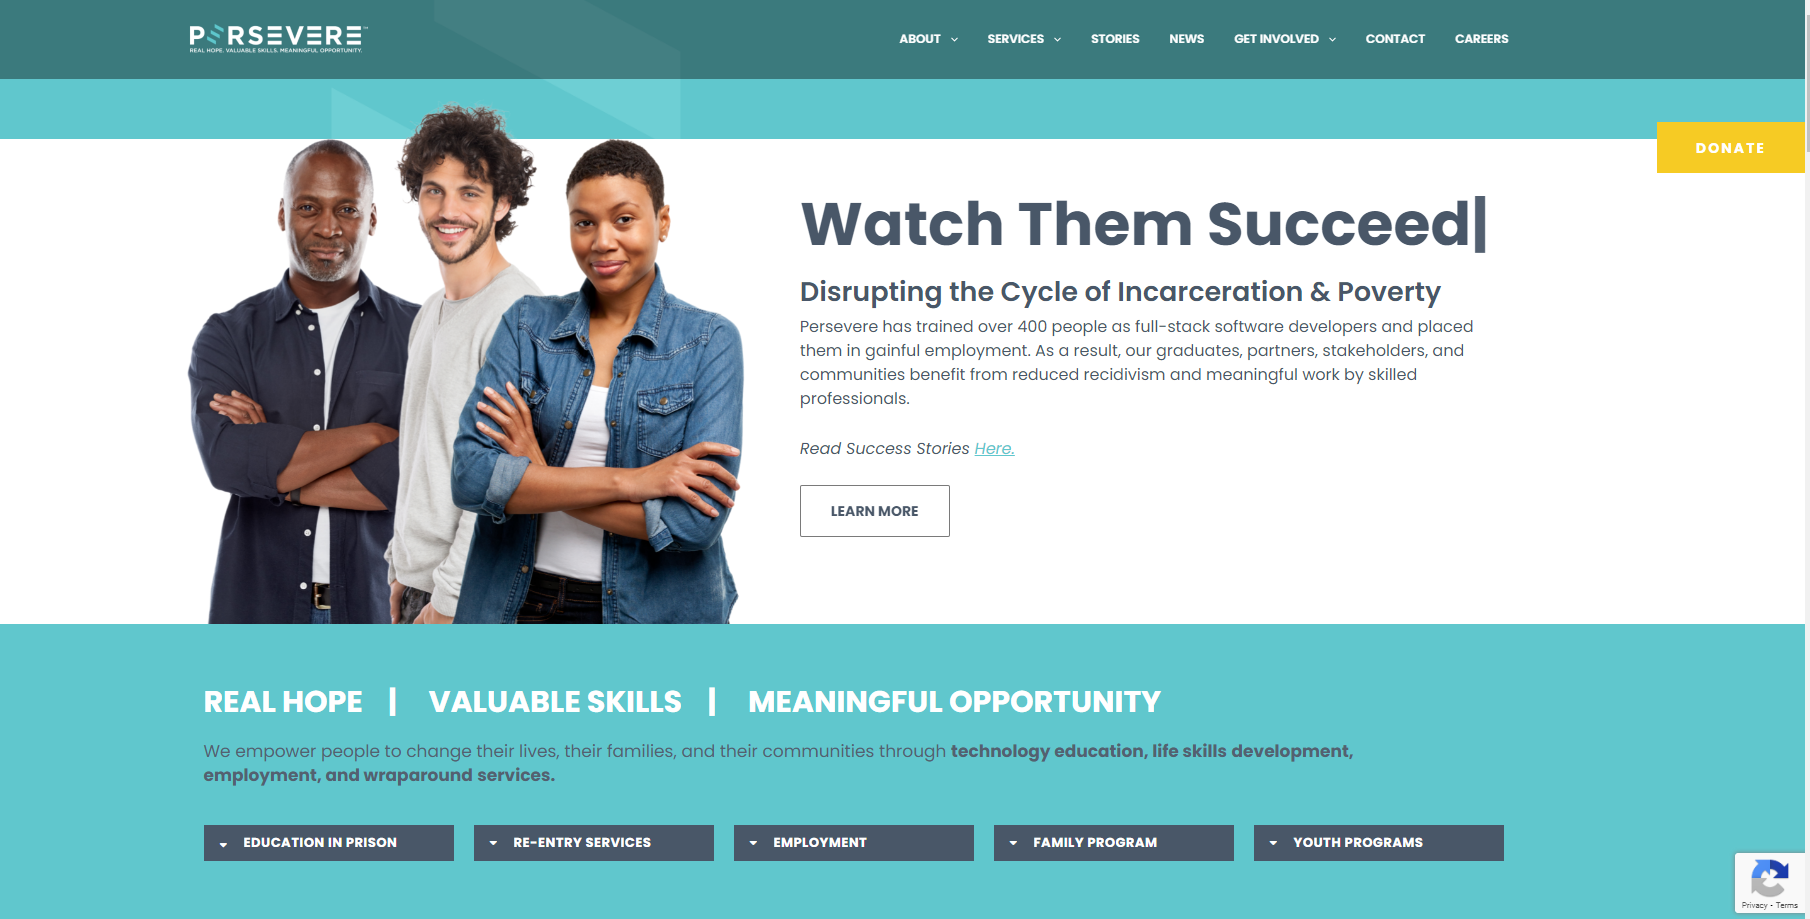 PERSEVERE
REAL HOPE. VALUABLE SKILLS. MEANINGFUL OPPORTUNITY.
ABOUT SERVICES STORIES NEWS GET INVOLVED CONTACT CAREERS
DONATE
Watch Them Succeed|
Disrupting the Cycle of Incarceration & Poverty
Persevere has trained over 400 people as full-stack software developers and placed
them in gainful employment. As a result, our graduates, partners, stakeholders, and
communities benefit from reduced recidivism and meaningful work by skilled
professionals.
Read Success Stories Here.
LEARN MORE
REAL HOPE | VALUABLE SKILLS | MEANINGFUL OPPORTUNITY
We empower people to change their lives, their families, and their communities through technology education, life skills development,
employment, and wraparound services.
EDUCATION IN PRISON RE-ENTRY SERVICES EMPLOYMENT FAMILY PROGRAM YOUTH PROGRAMS
Privacy - Terms